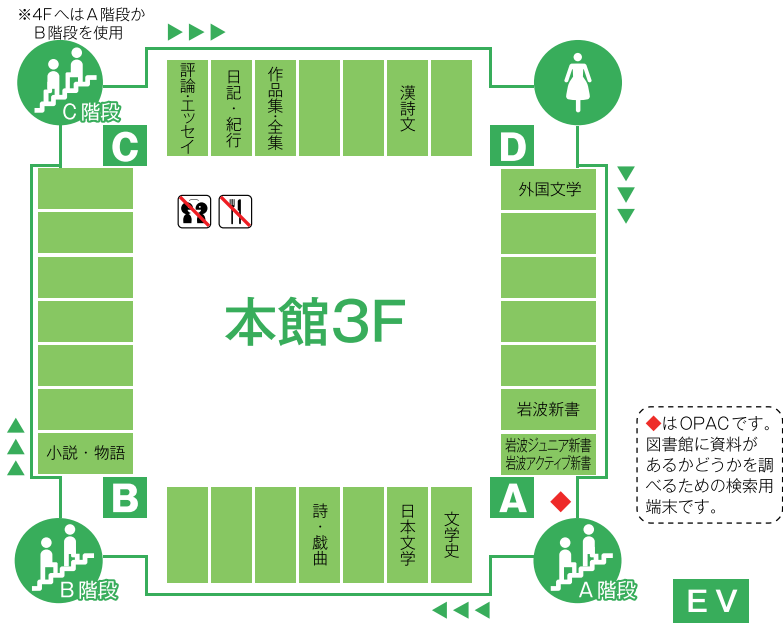 ※4FへはA階段か
B階段を使用
C階段
評論・エッセイ
日記・紀行
作品集・全集
漢詩文
C
D
外国文学
本館3F
岩波新書
小説・物語
岩波ジュニア新書
岩波アクティブ新書
◆はOPACです。
図書館に資料が
あるかどうかを調
べるための検索用
端末です。
B
A
詩・戯曲
日本文学
文学史
B階段
A階段
EV